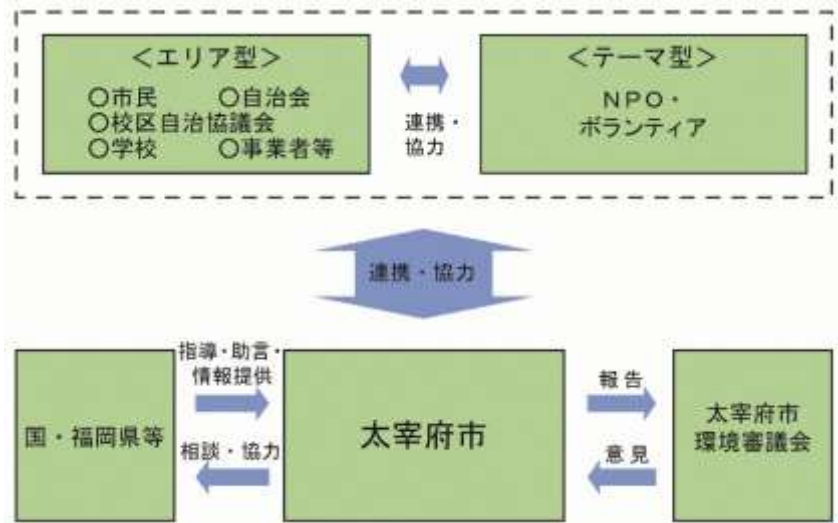 ＜エリア型＞
○市民　○自治会
○校区自治協議会
○学校　○事業者等
連携・
協力
＜テーマ型＞
ＮＰＯ・
ボランティア
連携・協力
国・福岡県等
指導・助言・
情報提供
相談・協力
太宰府市
報告
意見
太宰府市
環境審議会